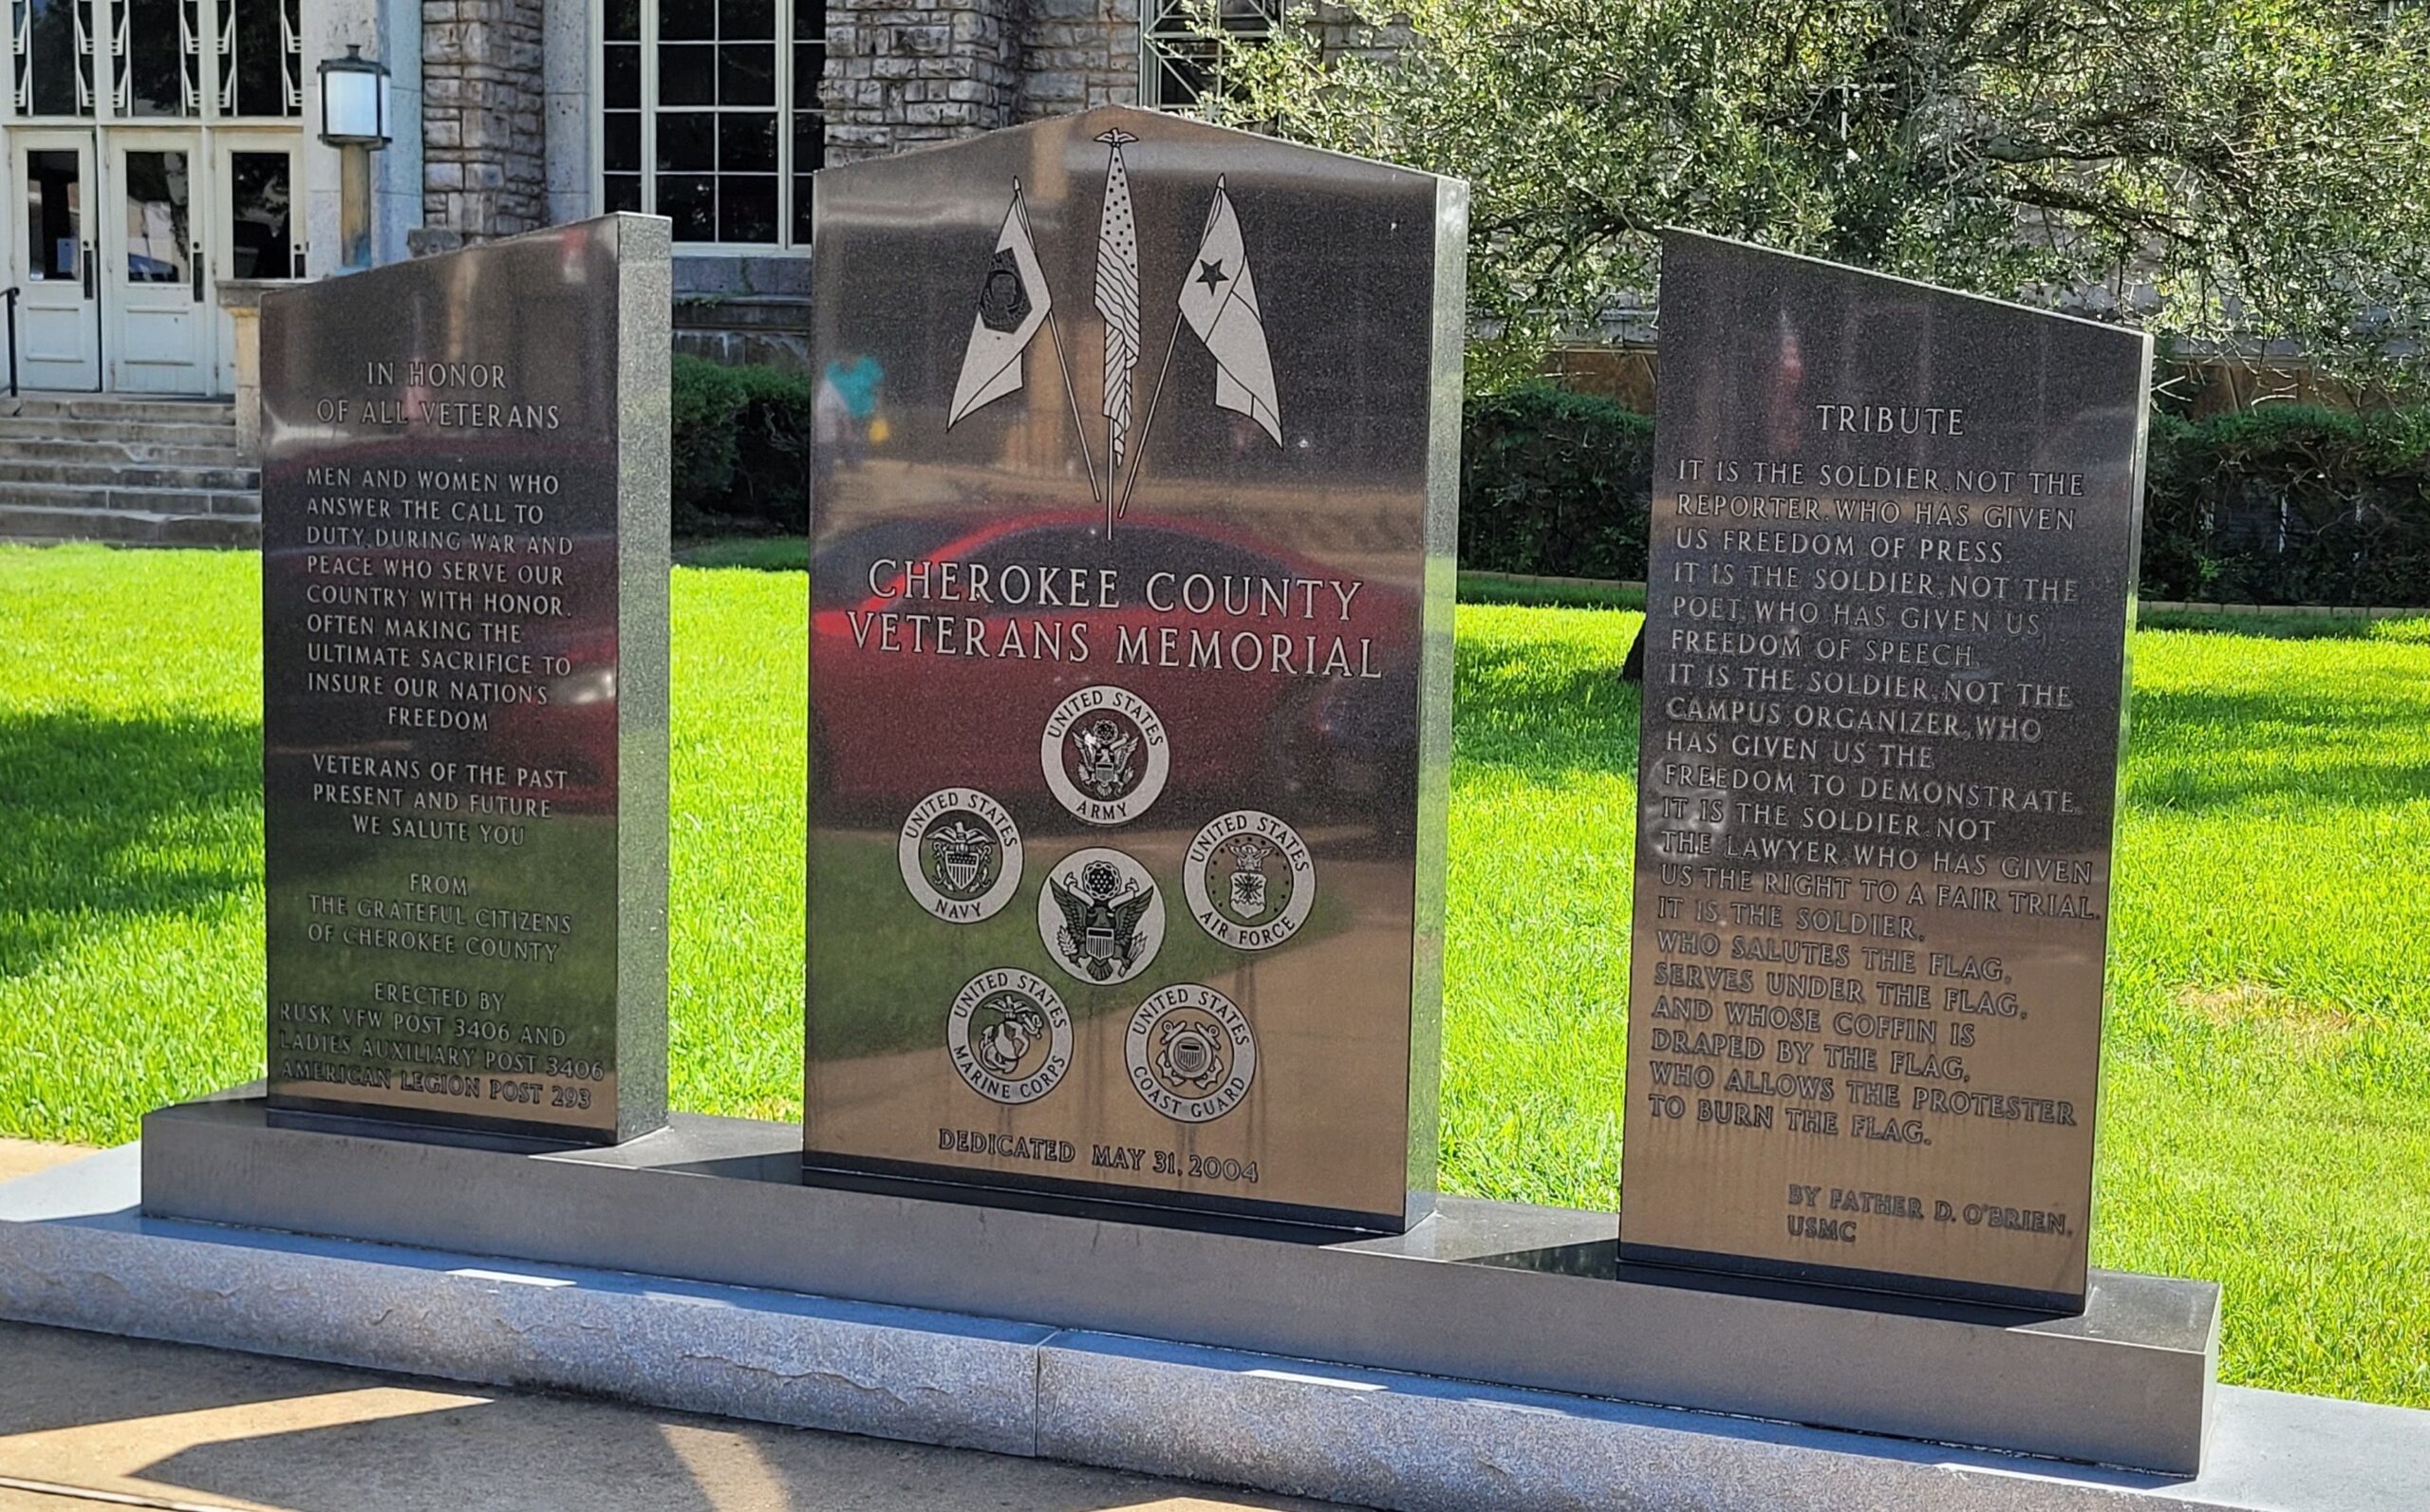 IN HONOR
OF ALL VETERANS
MEN AND WOMEN WHO
ANSWER THE CALL TO
DUTY, DURING WAR AND
PEACE WHO SERVE OUR
COUNTRY WITH HONOR.
OFTEN MAKING THE
ULTIMATE SACRIFICE TO
INSURE OUR NATION'S
FREEDOM
VETERANS OF THE PAST
PRESENT AND FUTURE
WE SALUTE YOU
FROM
THE GRATEFUL CITIZENS
OF CHEROKEE COUNTY
ERECTED BY
RUSK VFW POST 3406 AND
LADIES AUXILIARY POST 3406
AMERICAN LEGION POST 293
CHEROKEE COUNTY
VETERANS MEMORIAL
UNITED STATES
ARMY
UNITED STATES
NAVY
UNITED STATES
AIR FORCE
UNITED STATES
MARINE CORPS
UNITED STATES
COAST GUARD
DEDICATED MAY 31, 2004
TRIBUTE
IT IS THE SOLDIER, NOT THE
REPORTER, WHO HAS GIVEN
US FREEDOM OF PRESS.
IT IS THE SOLDIER, NOT THE
POET, WHO HAS GIVEN US,
FREEDOM OF SPEECH.
IT IS THE SOLDIER, NOT THE
CAMPUS ORGANIZER, WHO
HAS GIVEN US THE
FREEDOM TO DEMONSTRATE.
IT IS THE SOLDIER, NOT
THE LAWYER, WHO HAS GIVEN
US THE RIGHT TO A FAIR TRIAL.
IT IS THE SOLDIER,
WHO SALUTES THE FLAG,
SERVES UNDER THE FLAG,
AND WHOSE COFFIN IS
DRAPED BY THE FLAG,
WHO ALLOWS THE PROTESTER
TO BURN THE FLAG.
BY FATHER D. O'BRIEN,
USMC